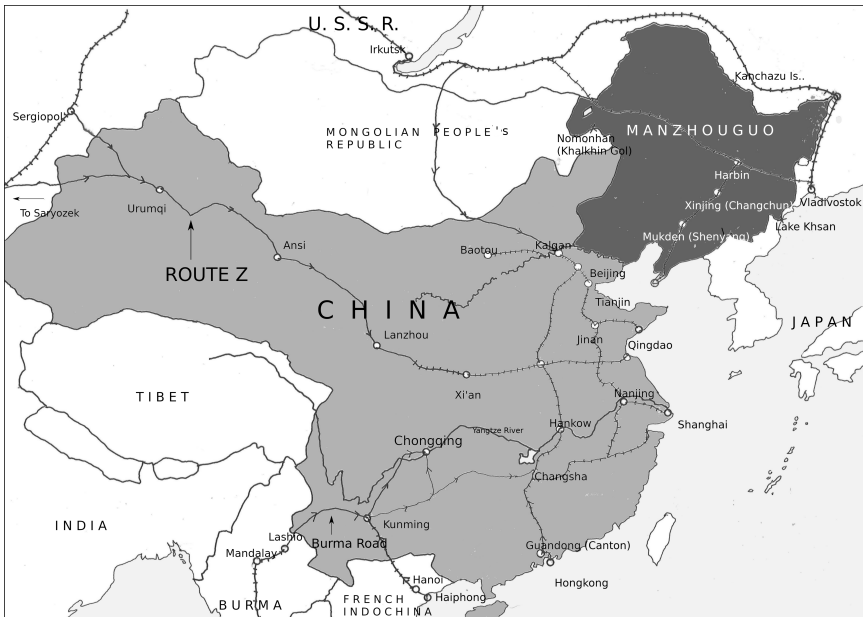 U. S. S. R.
Irkutsk
Kanchazu Is..
Sergiopol
MONGOLIAN PEOPLE's
REPUBLIC
MANZHOUGUO
Nomonhan
(Khalkhin Gol)
Harbin
Urumqi
To Saryozek
Xinjing (Changchun)
Vladivostok
Lake Khsan
Mukden (Shenyang)
Ansi
Baotou
Kalgan
ROUTE Z
Beijing
Tianjin
CHINA
JAPAN
Lanzhou
Jinan
Qingdao
TIBET
Xi'an
Nanjing
Shanghai
Yangtze River
Hankow
Chongqing
Changsha
INDIA
Kunming
Lashio
Burma Road
Mandalay
Guandong (Canton)
Hongkong
Hanoi
Haiphong
BURMA
FRENCH
INDOCHINA